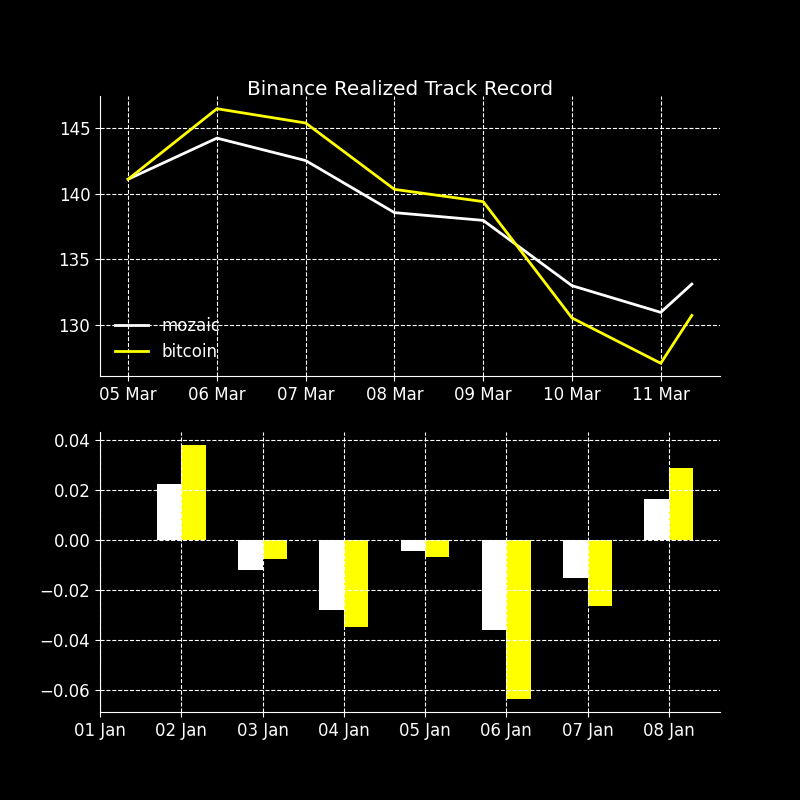 Binance Realized Track Record
145
140
135
130
mozaic
bitcoin
05 Mar 06 Mar 07 Mar 08 Mar 09 Mar 10 Mar 11 Mar
0.04
0.02
0.00
−0.02
−0.04
−0.06
01 Jan 02 Jan 03 Jan 04 Jan 05 Jan 06 Jan 07 Jan 08 Jan